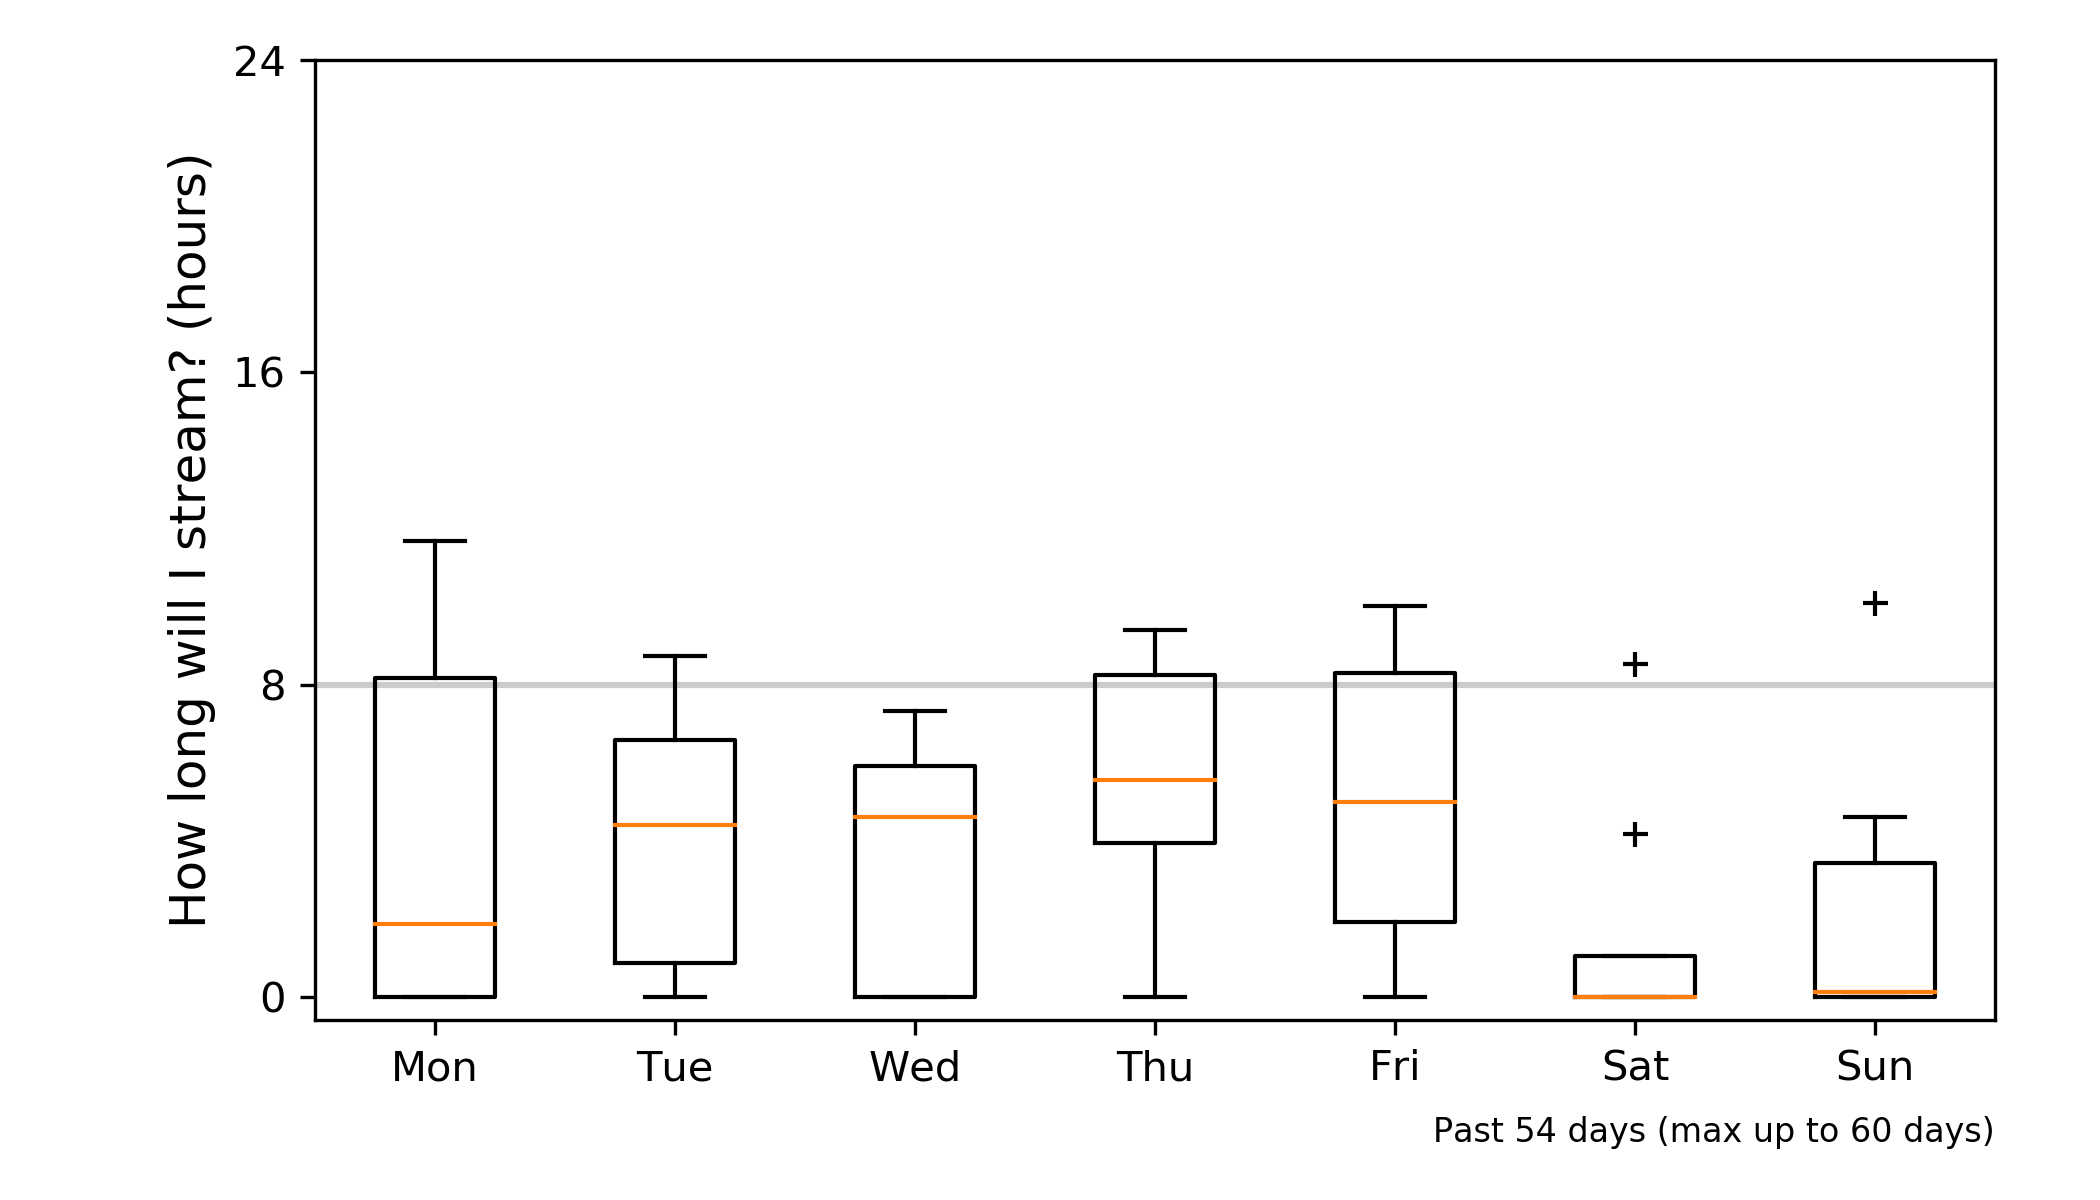 How long will I stream? (hours)
24
16
8
0
Mon Tue Wed Thu Fri Sat Sun
Past 54 days (max up to 60 days)